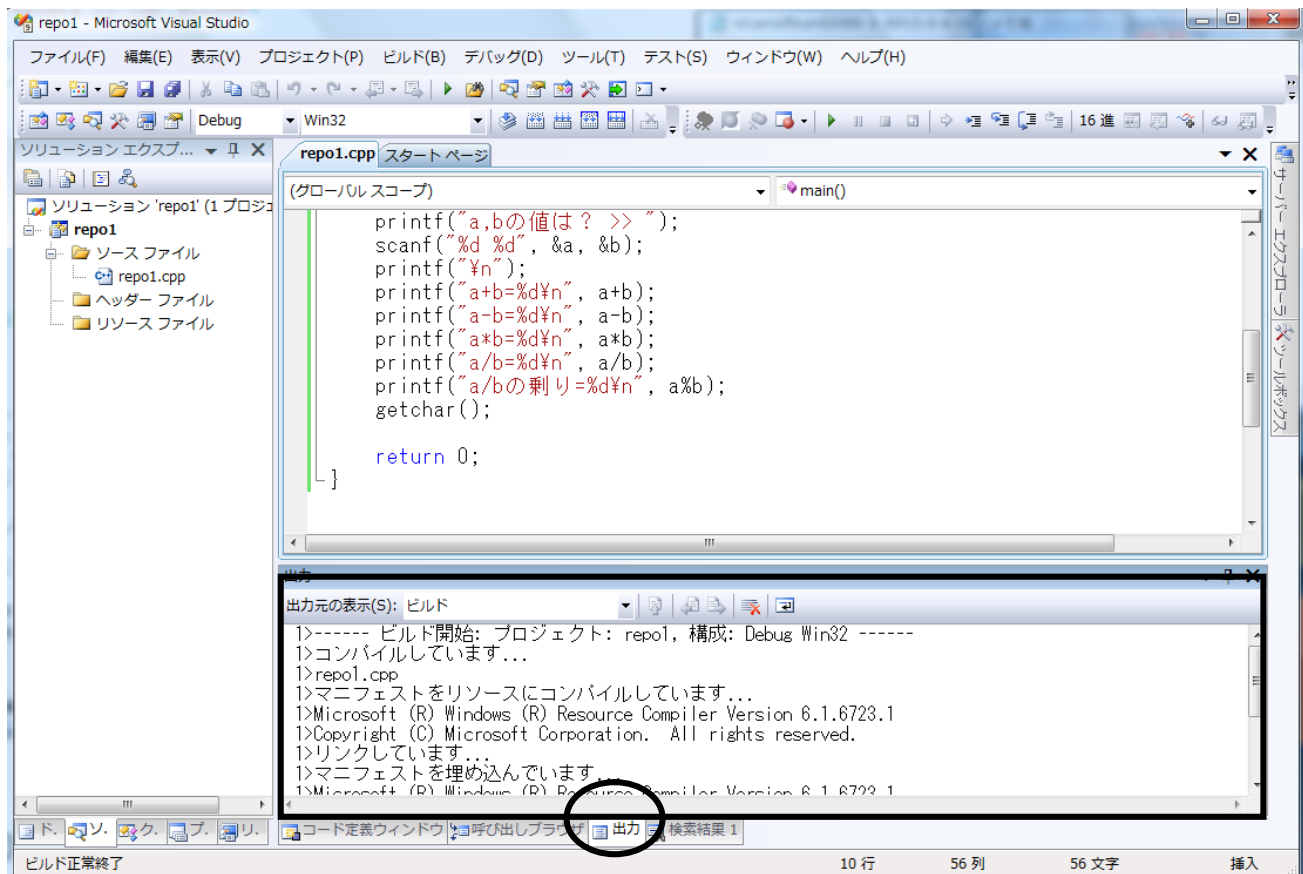 repo1 - Microsoft Visual Studio
ファイル(F) 編集(E) 表示(V) プロジェクト(P) ビルド(B) デバッグ(D) ツール(T) テスト(S) ウィンドウ(W) ヘルプ(H)
Debug Win32 16 進
ソリューション エクスプ...
repo1.cpp スタート ページ
(グローバル スコープ) main()
ソリューション 'repo1' (1 プロジェ
repo1
ソース ファイル
repo1.cpp
ヘッダー ファイル
リソース ファイル
printf("a,bの値は? >> ");
scanf("%d %d", &a, &b);
printf("¥n");
printf("a+b=%d¥n", a+b);
printf("a-b=%d¥n", a-b);
printf("a*b=%d¥n", a*b);
printf("a/b=%d¥n", a/b);
printf("a/bの剰り=%d¥n", a%b);
getchar();
return 0;
}
サーバー エクスプローラ
ツールボックス
出力
出力元の表示(S): ビルド
1>------ ビルド開始: プロジェクト: repo1, 構成: Debug Win32 ------
1>コンパイルしています...
1>repo1.cpp
1>マニフェストをリソースにコンパイルしています...
1>Microsoft (R) Windows (R) Resource Compiler Version 6.1.6723.1
1>Copyright (C) Microsoft Corporation.  All rights reserved.
1>リンクしています...
1>マニフェストを埋め込んでいます...
1>Microsoft (R) Windows (R) Resource Compiler Version 6.1.6723.1
ド. ソ. ク. プ. リ.
コード定義ウィンドウ 呼び出しブラウザ 出力 検索結果 1
ビルド正常終了 10 行 56 列 56 文字 挿入